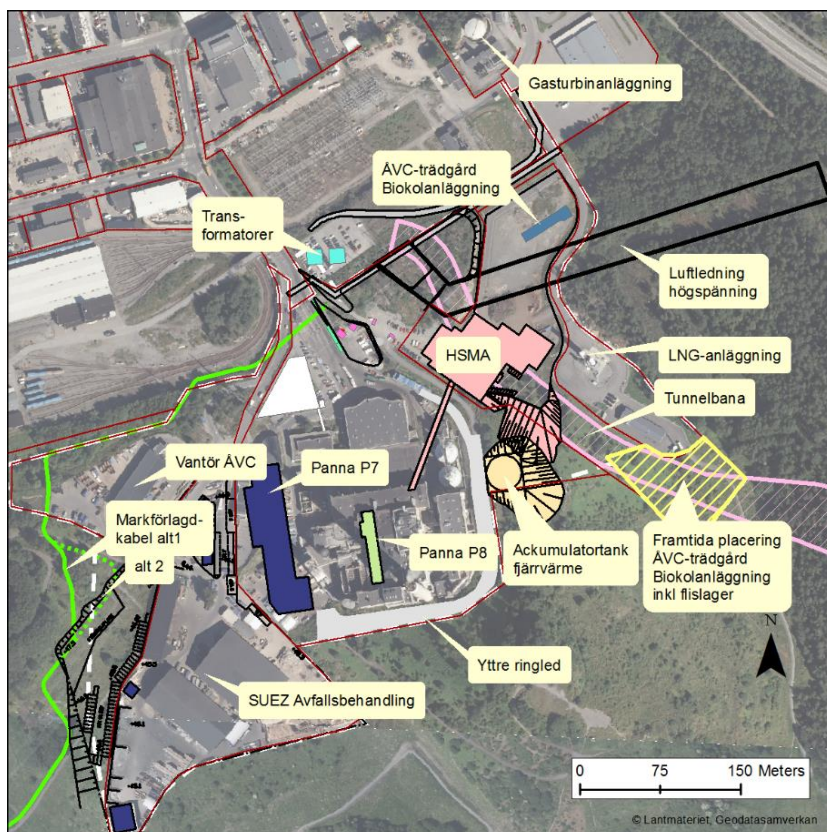 Gasturbinanläggning
ÅVC-trädgård
Biokolanläggning
Trans-
formatorer
Luftledning
högspänning
HSMA
LNG-anläggning
Tunnelbana
Vantör ÅVC
Panna P7
Markförlagd-
kabel alt1
alt 2
Panna P8
Ackumulatortank
fjärrvärme
Framtida placering
ÅVC-trädgård
Biokolanläggning
inkl flislager
N
Yttre ringled
SUEZ Avfallsbehandling
0 75 150 Meters
© Lantmäteriet, Geodatasamverkan